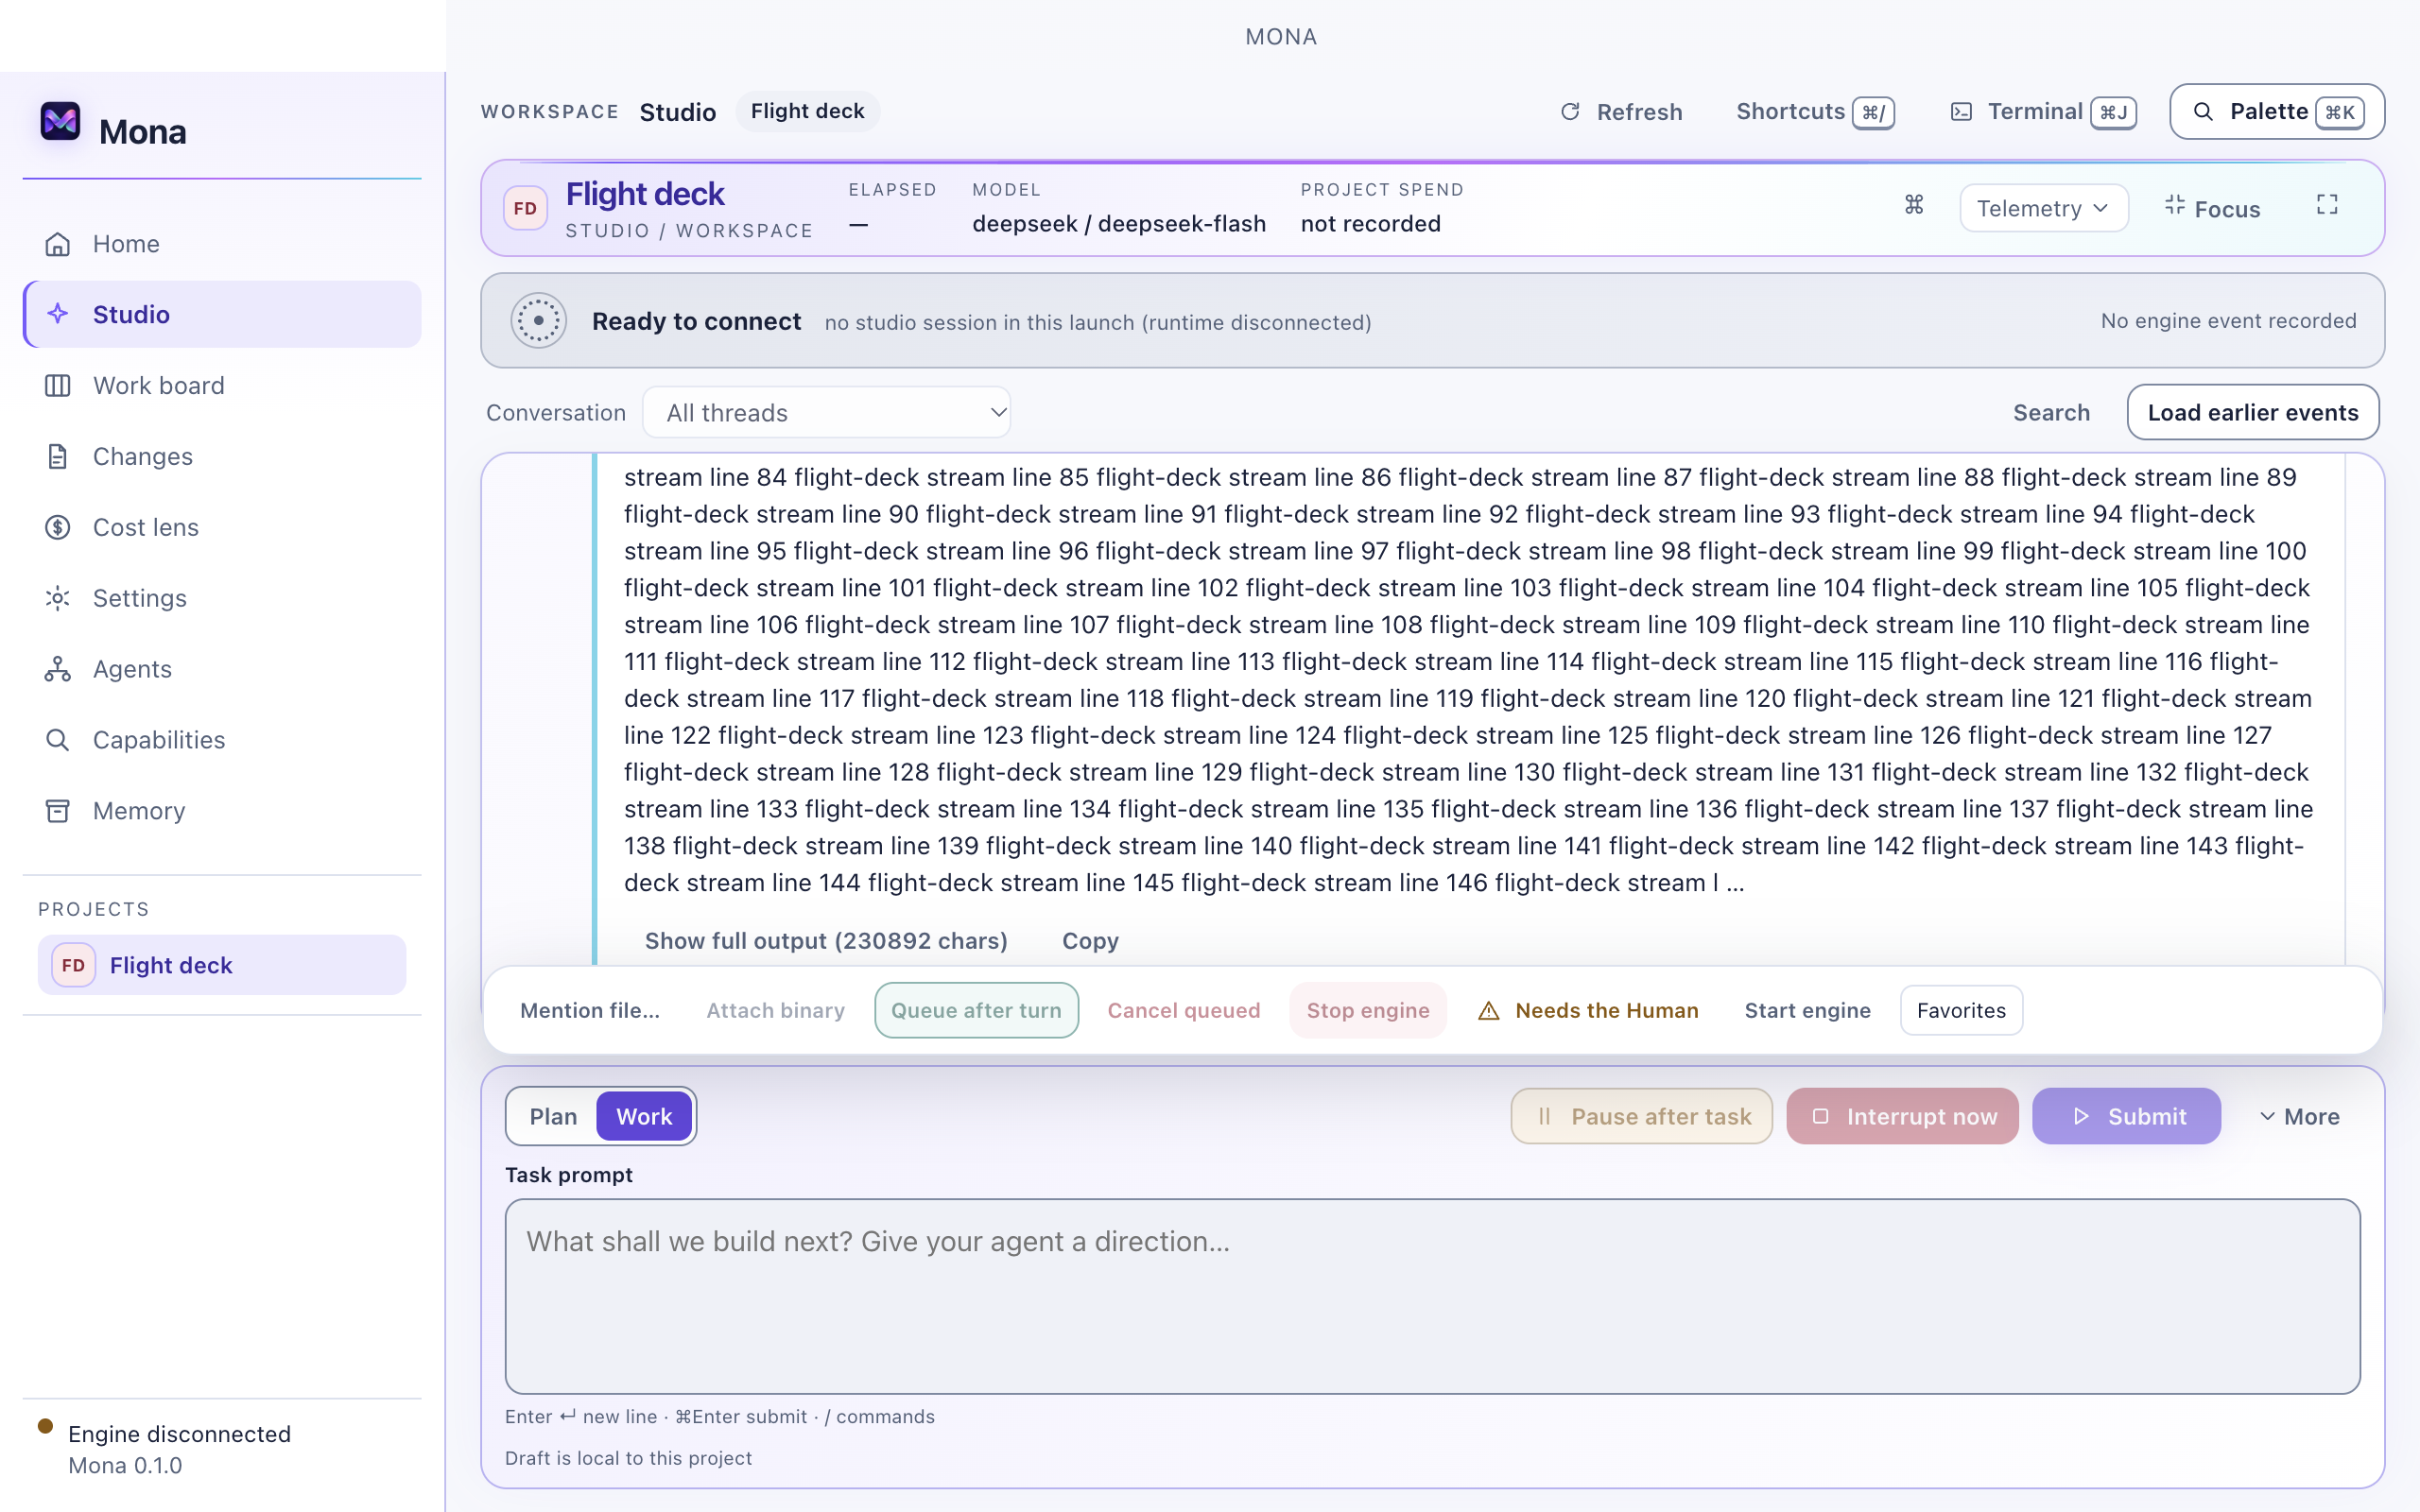 MONA
Mona
Home
Studio
Work board
Changes
Cost lens
Settings
Agents
Capabilities
Memory
PROJECTS
FD Flight deck
Engine disconnected
Mona 0.1.0
WORKSPACE Studio Flight deck Refresh Shortcuts ⌘/ Terminal ⌘J Palette ⌘K
FD Flight deck
STUDIO / WORKSPACE
ELAPSED
—
MODEL
deepseek / deepseek-flash
PROJECT SPEND
not recorded
⌘ Telemetry Focus
Ready to connect no studio session in this launch (runtime disconnected) No engine event recorded
Conversation All threads Search Load earlier events
stream line 84 flight-deck stream line 85 flight-deck stream line 86 flight-deck stream line 87 flight-deck stream line 88 flight-deck stream line 89
flight-deck stream line 90 flight-deck stream line 91 flight-deck stream line 92 flight-deck stream line 93 flight-deck stream line 94 flight-deck
stream line 95 flight-deck stream line 96 flight-deck stream line 97 flight-deck stream line 98 flight-deck stream line 99 flight-deck stream line 100
flight-deck stream line 101 flight-deck stream line 102 flight-deck stream line 103 flight-deck stream line 104 flight-deck stream line 105 flight-deck
stream line 106 flight-deck stream line 107 flight-deck stream line 108 flight-deck stream line 109 flight-deck stream line 110 flight-deck stream line
111 flight-deck stream line 112 flight-deck stream line 113 flight-deck stream line 114 flight-deck stream line 115 flight-deck stream line 116 flight-
deck stream line 117 flight-deck stream line 118 flight-deck stream line 119 flight-deck stream line 120 flight-deck stream line 121 flight-deck stream
line 122 flight-deck stream line 123 flight-deck stream line 124 flight-deck stream line 125 flight-deck stream line 126 flight-deck stream line 127
flight-deck stream line 128 flight-deck stream line 129 flight-deck stream line 130 flight-deck stream line 131 flight-deck stream line 132 flight-deck
stream line 133 flight-deck stream line 134 flight-deck stream line 135 flight-deck stream line 136 flight-deck stream line 137 flight-deck stream line
138 flight-deck stream line 139 flight-deck stream line 140 flight-deck stream line 141 flight-deck stream line 142 flight-deck stream line 143 flight-
deck stream line 144 flight-deck stream line 145 flight-deck stream line 146 flight-deck stream l ...
Show full output (230892 chars) Copy
Mention file... Attach binary Queue after turn Cancel queued Stop engine Needs the Human Start engine Favorites
Plan Work Pause after task Interrupt now Submit More
Task prompt
What shall we build next? Give your agent a direction...
Enter ↵ new line · ⌘Enter submit · / commands
Draft is local to this project